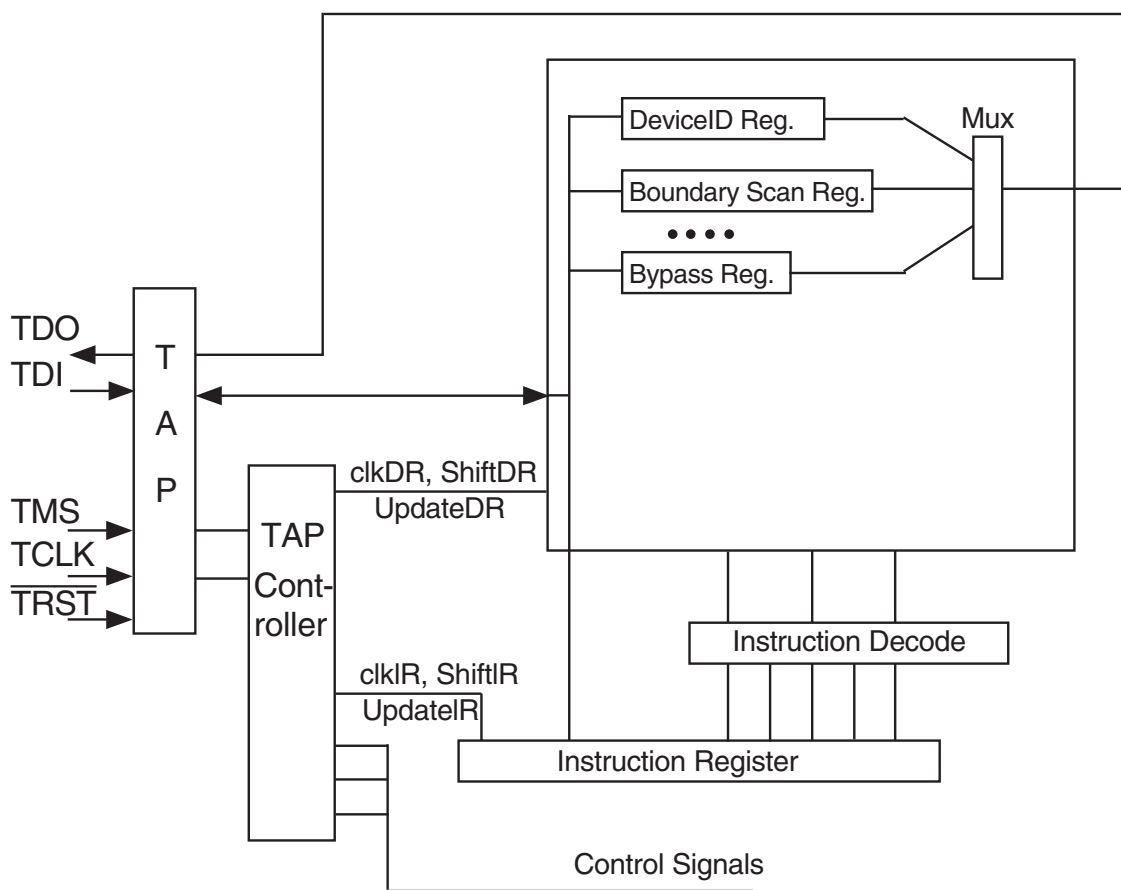 DeviceID Reg.
Mux
Boundary Scan Reg.
Bypass Reg.
TDO
TDI
T
A
P
TMS
TCLK
TRST
clkDR, ShiftDR
UpdateDR
TAP
Cont-
roller
Instruction Decode
clkIR, ShiftIR
UpdateIR
Instruction Register
Control Signals